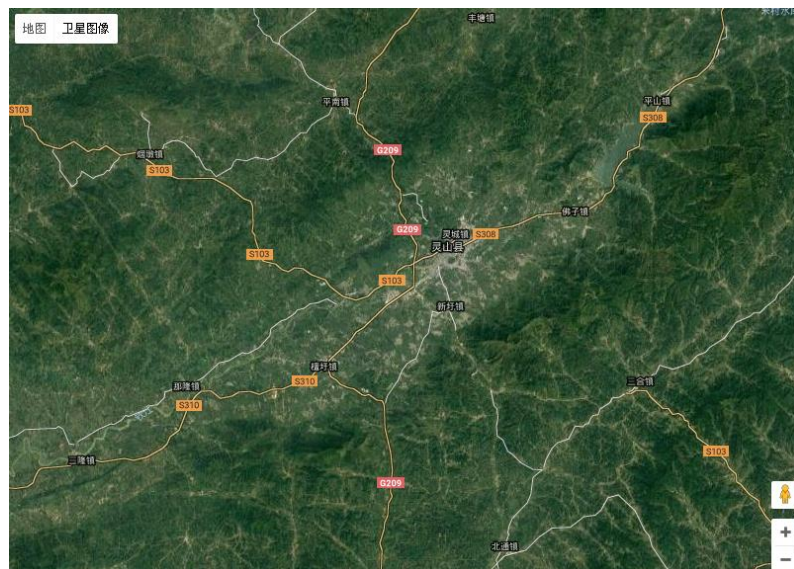 丰塘镇
地图 卫星图像
平南镇
平山镇
S103
S308
烟墩镇
G209
S103
佛子镇
G209
灵城镇
S308
灵山县
S103
S103
新圩镇
檀圩镇
S310
三合镇
那隆镇
S310
S103
三隆镇
G209
北通镇
+
−